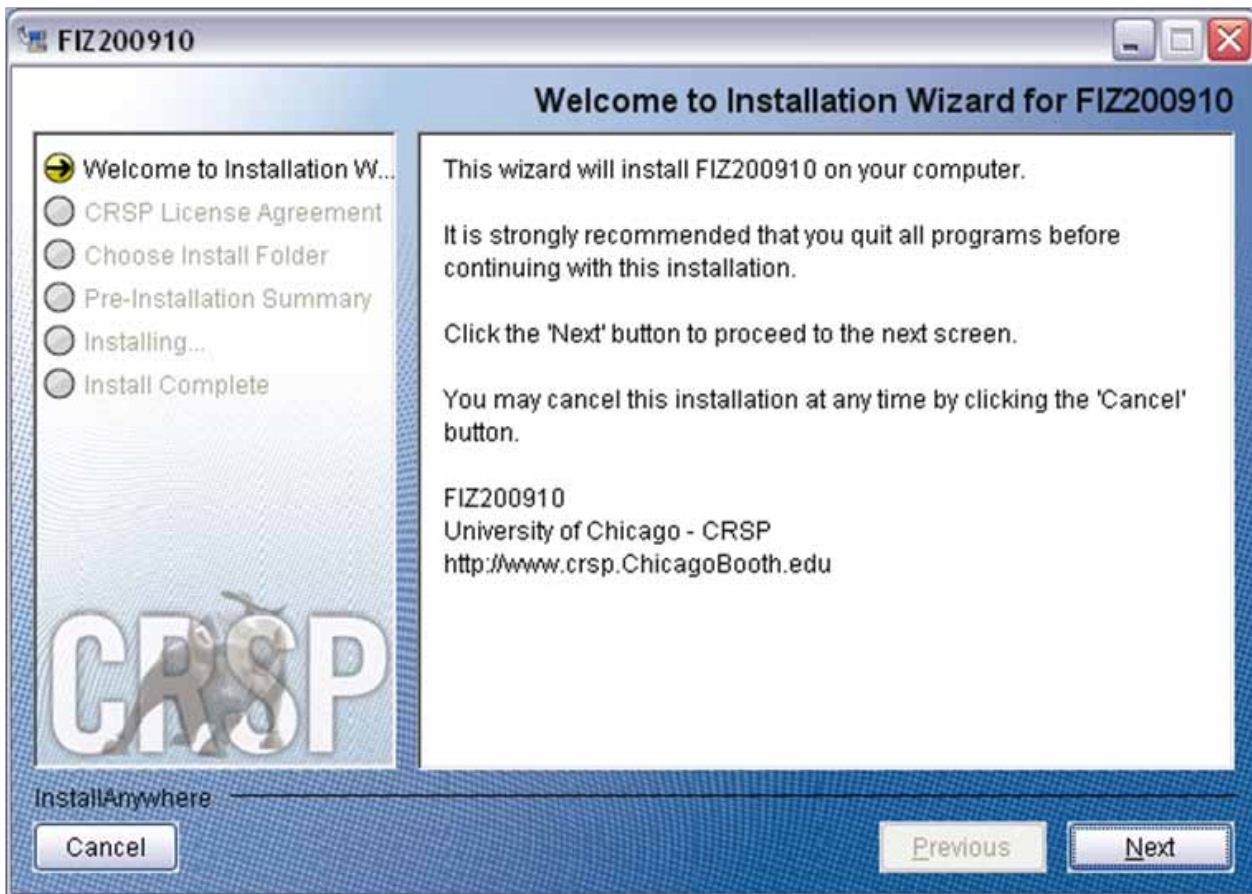 FIZ200910
Welcome to Installation Wizard for FIZ200910
Welcome to Installation W...
CRSP License Agreement
Choose Install Folder
Pre-Installation Summary
Installing...
Install Complete
CRSP
This wizard will install FIZ200910 on your computer.
It is strongly recommended that you quit all programs before
continuing with this installation.
Click the 'Next' button to proceed to the next screen.
You may cancel this installation at any time by clicking the 'Cancel'
button.
FIZ200910
University of Chicago - CRSP
http://www.crsp.ChicagoBooth.edu
InstallAnywhere
Cancel
Previous
Next